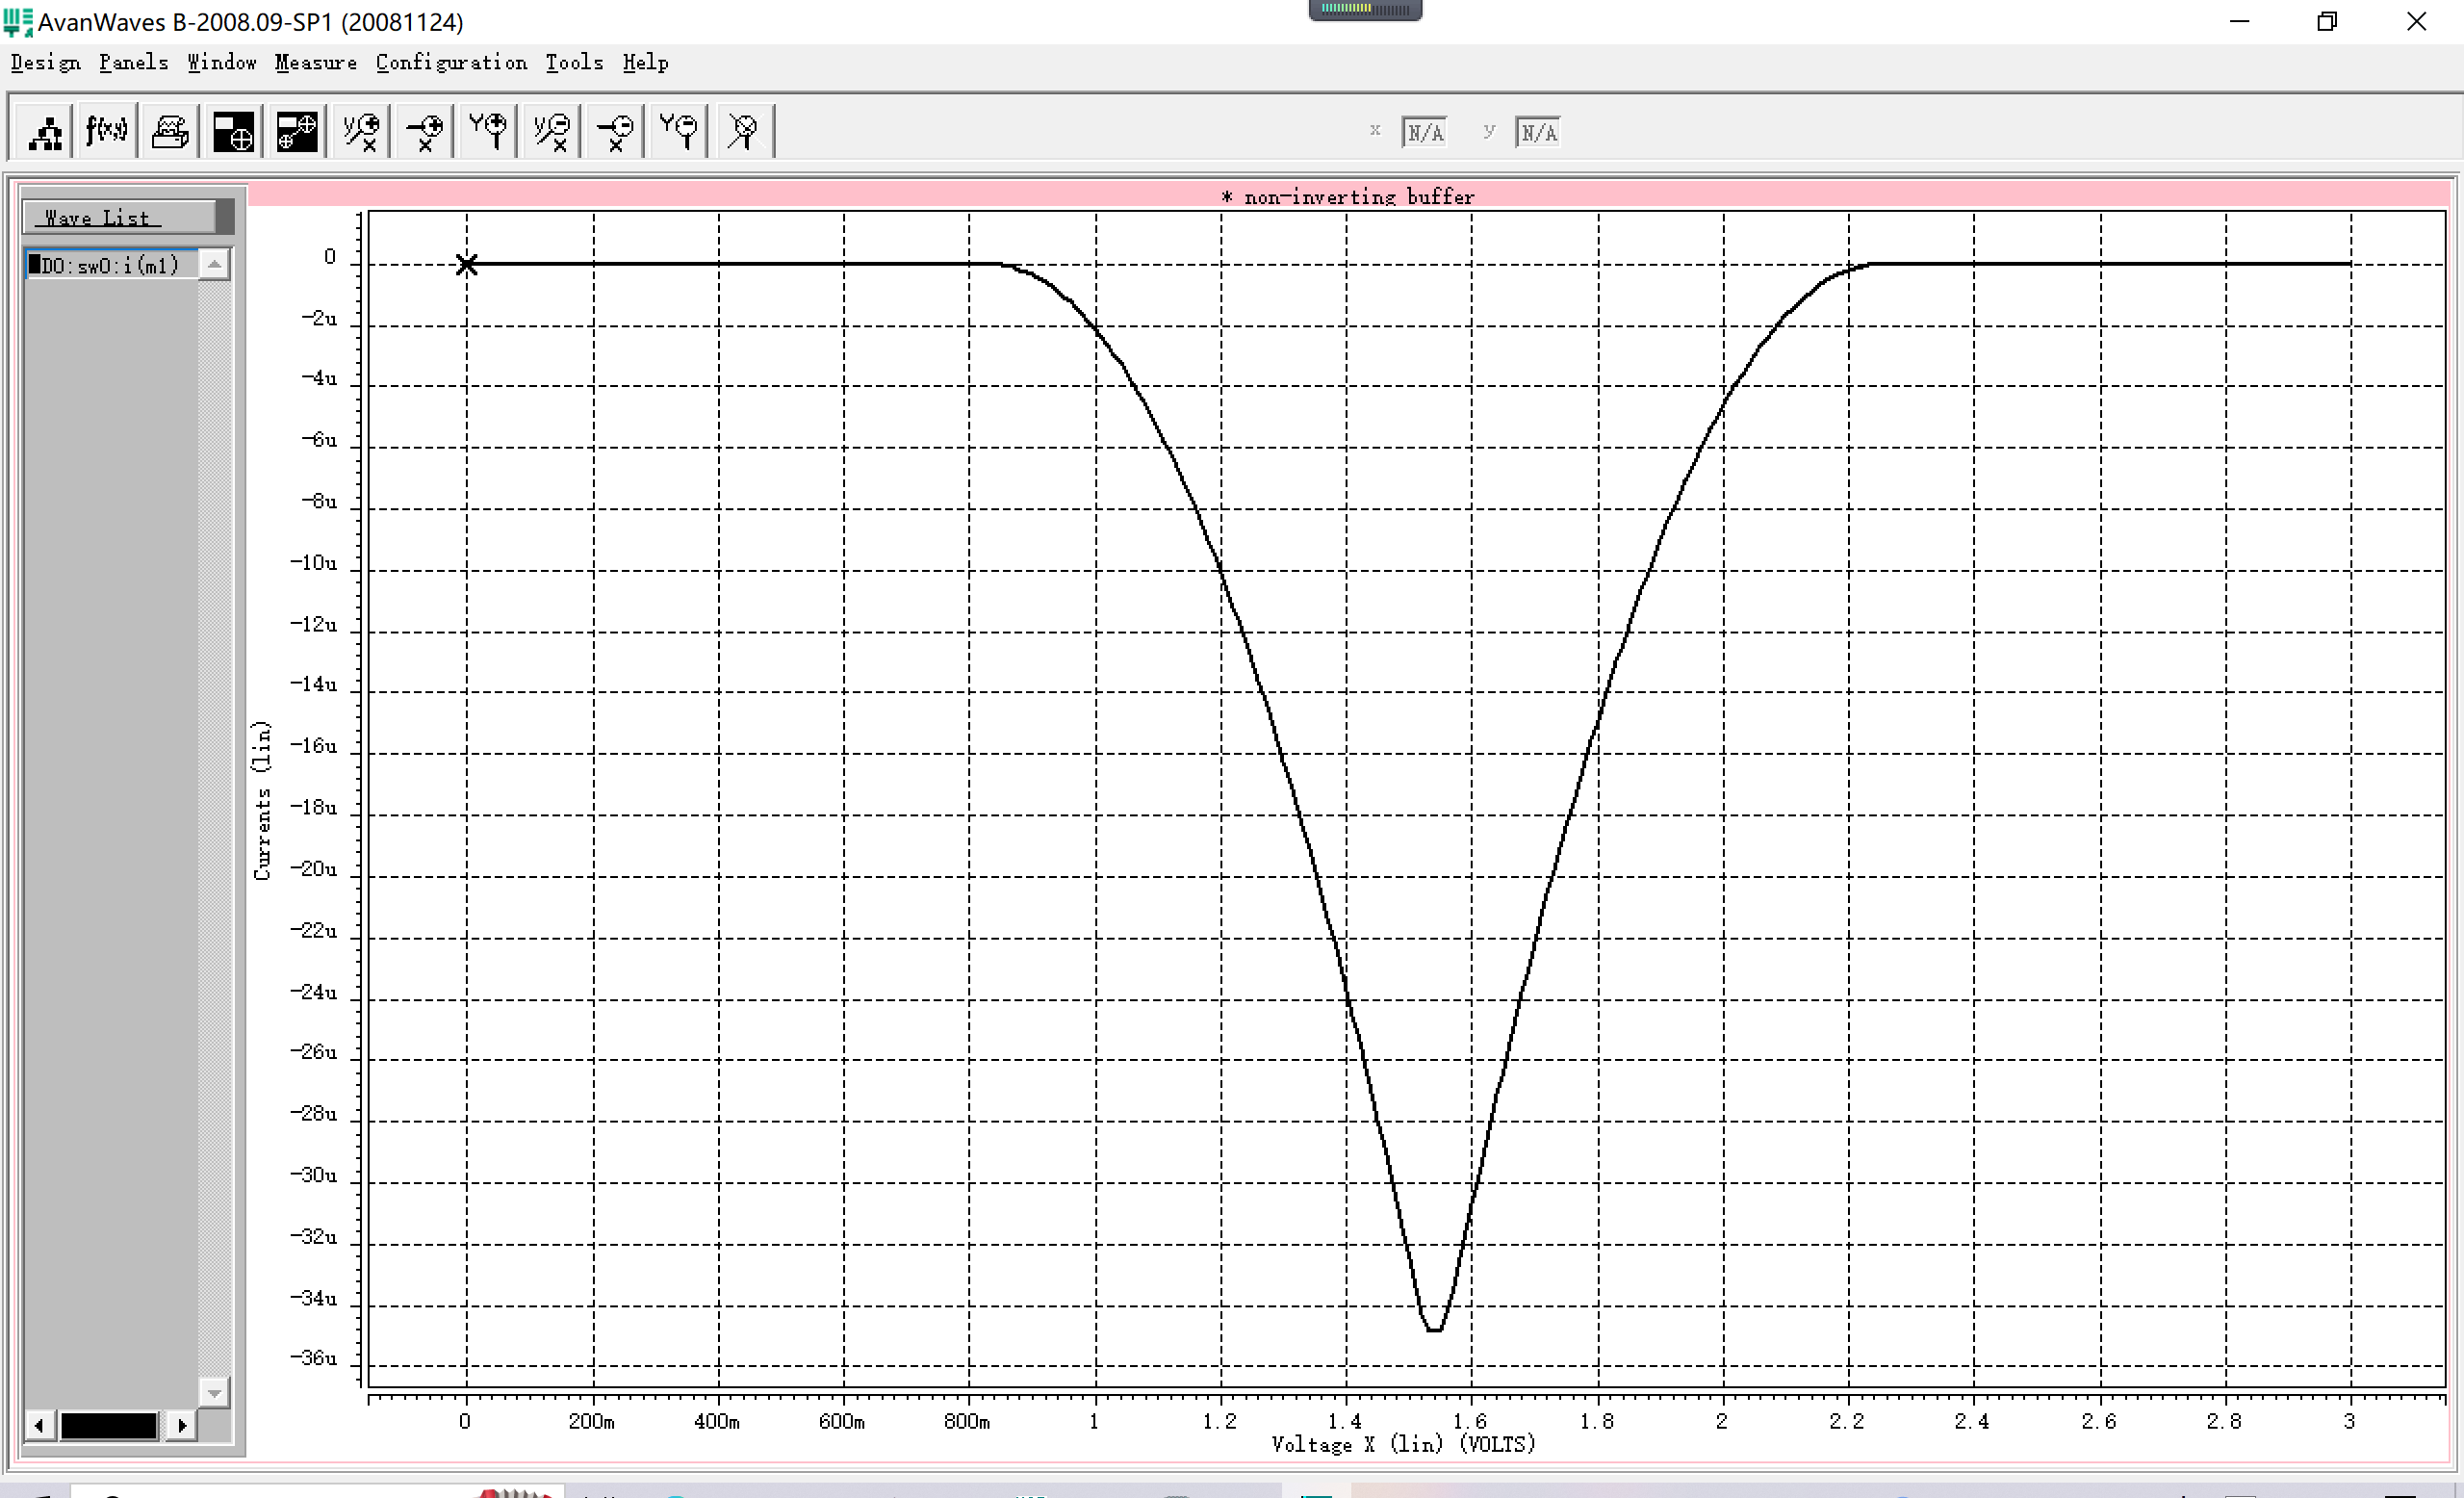 AvanWaves B-2008.09-SP1 (20081124)
Design Panels Window Measure Configuration Tools Help
f(x,y) x N/A y N/A
* non-inverting buffer
Wave List
D0:sw0:i(m1)
0
-2u
-4u
-6u
-8u
-10u
-12u
-14u
-16u
-18u
-20u
-22u
-24u
-26u
-28u
-30u
-32u
-34u
-36u
Currents (lin)
0 200m 400m 600m 800m 1 1.2 1.4 1.6 1.8 2 2.2 2.4 2.6 2.8 3
Voltage X (lin) (VOLTS)